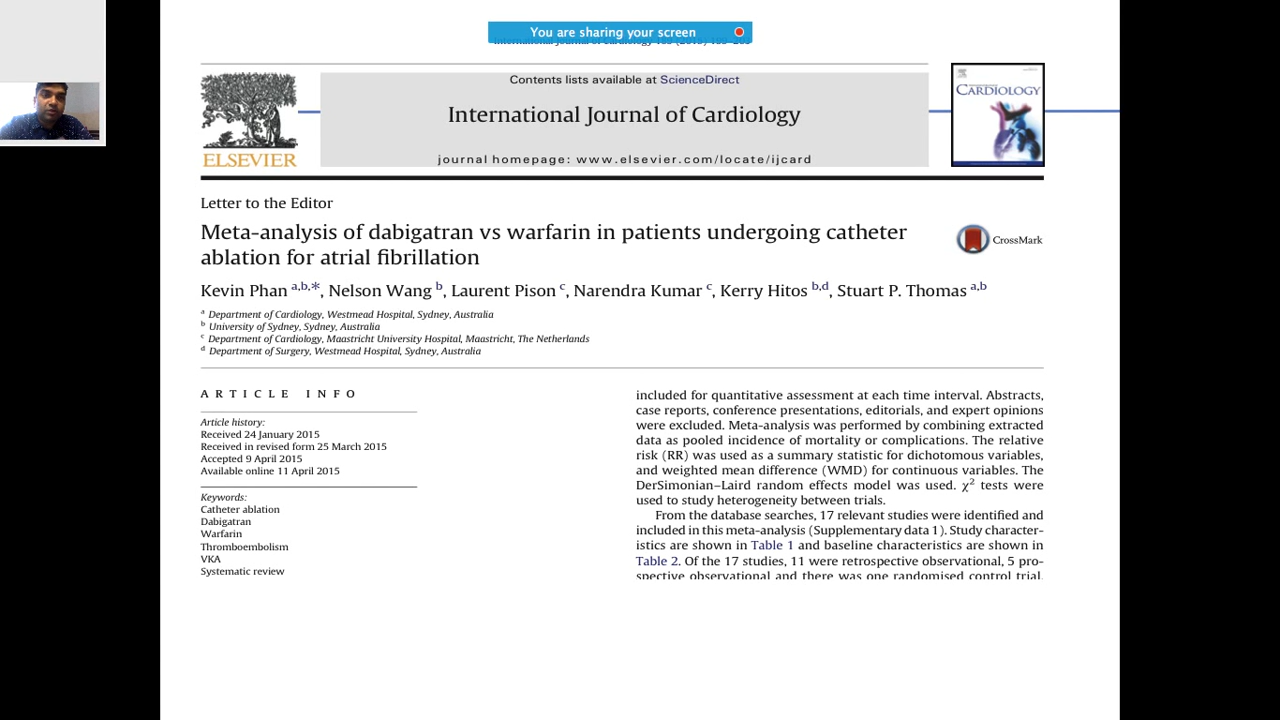 You are sharing your screen
Contents lists available at ScienceDirect
International Journal of Cardiology
journal homepage: www.elsevier.com/locate/ijcard
ELSEVIER
CARDIOLOGY
Letter to the Editor
Meta-analysis of dabigatran vs warfarin in patients undergoing catheter
ablation for atrial fibrillation
CrossMark
Kevin Phan a,b,*, Nelson Wang b, Laurent Pison c, Narendra Kumar c, Kerry Hitos b,d, Stuart P. Thomas a,b
a Department of Cardiology, Westmead Hospital, Sydney, Australia
b University of Sydney, Sydney, Australia
c Department of Cardiology, Maastricht University Hospital, Maastricht, The Netherlands
d Department of Surgery, Westmead Hospital, Sydney, Australia
ARTICLE INFO
Article history:
Received 24 January 2015
Received in revised form 25 March 2015
Accepted 9 April 2015
Available online 11 April 2015
Keywords:
Catheter ablation
Dabigatran
Warfarin
Thromboembolism
VKA
Systematic review
included for quantitative assessment at each time interval. Abstracts,
case reports, conference presentations, editorials, and expert opinions
were excluded. Meta-analysis was performed by combining extracted
data as pooled incidence of mortality or complications. The relative
risk (RR) was used as a summary statistic for dichotomous variables,
and weighted mean difference (WMD) for continuous variables. The
DerSimonian–Laird random effects model was used. χ2 tests were
used to study heterogeneity between trials.
From the database searches, 17 relevant studies were identified and
included in this meta-analysis (Supplementary data 1). Study character-
istics are shown in Table 1 and baseline characteristics are shown in
Table 2. Of the 17 studies, 11 were retrospective observational, 5 pro-
spective observational and there was one randomised control trial.